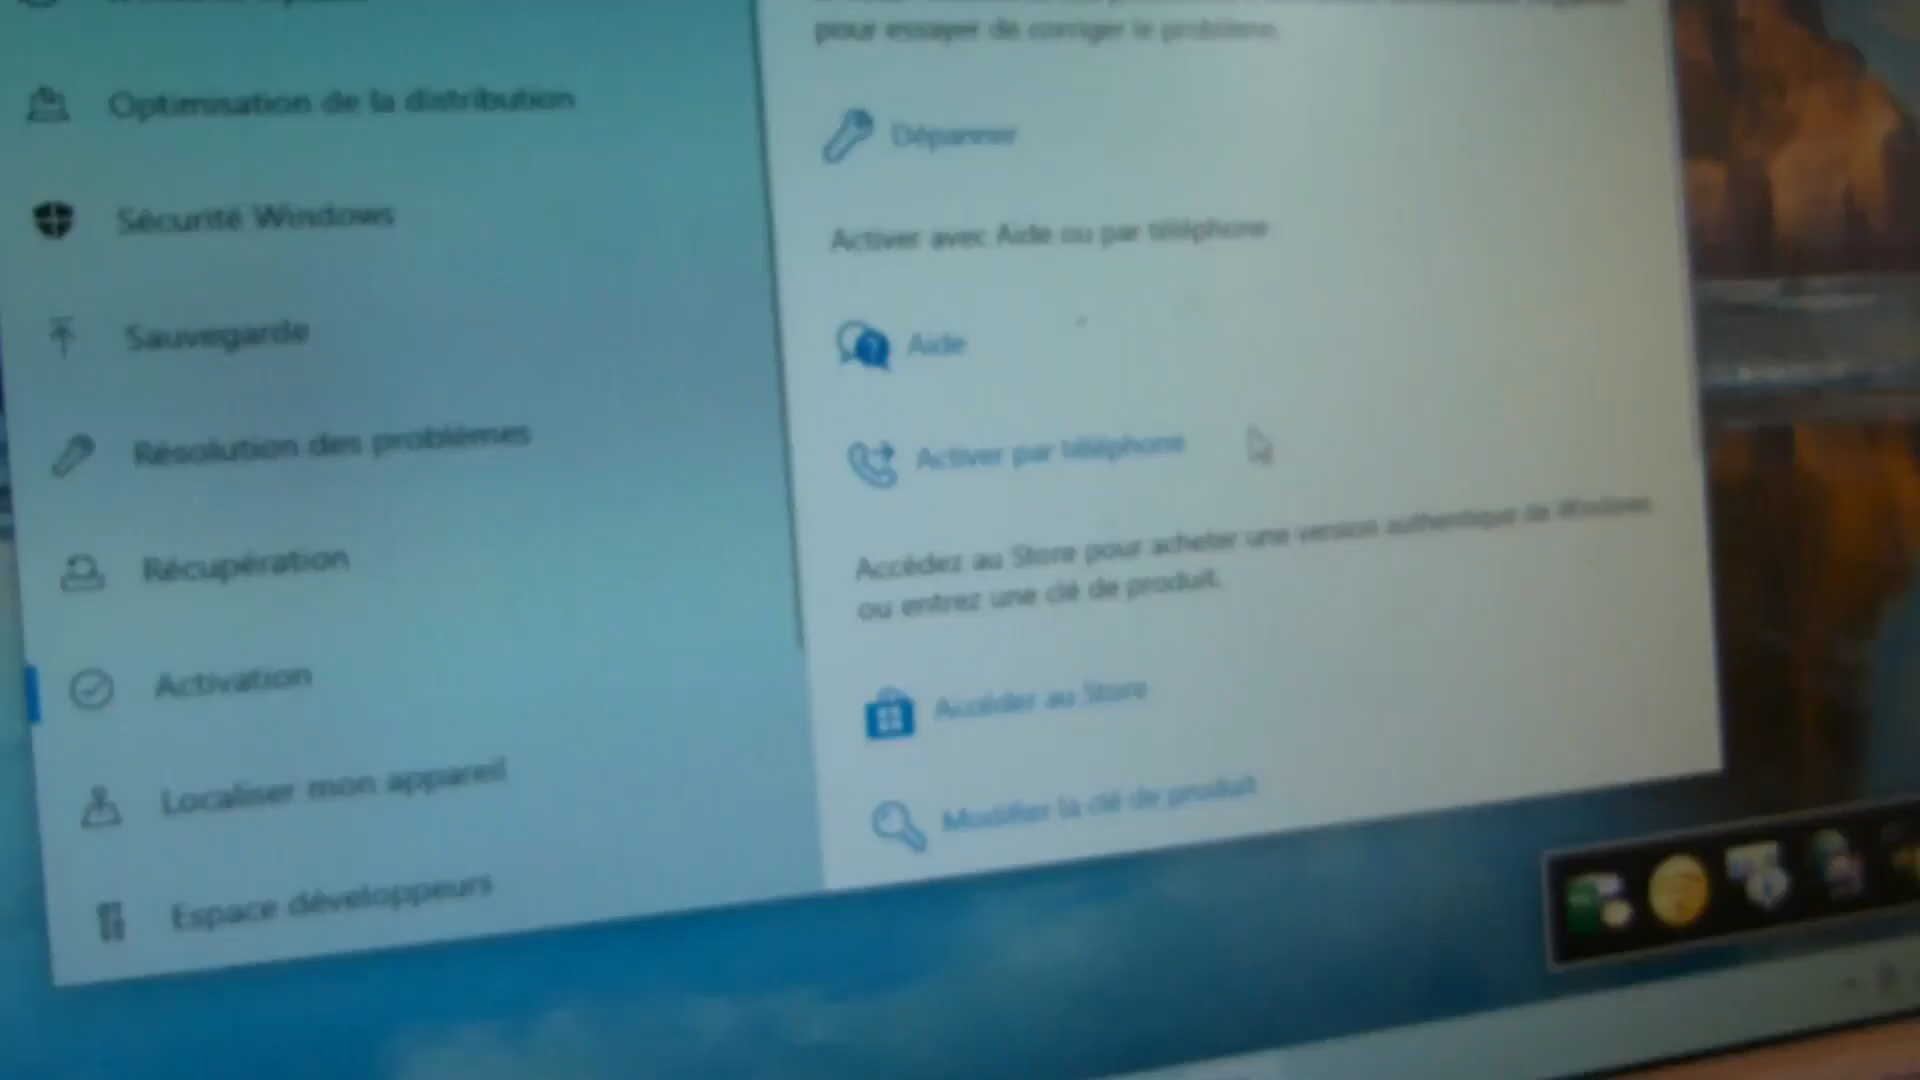 Optimisation de la distribution
Sécurité Windows
Sauvegarde
Résolution des problèmes
Récupération
Activation
Localiser mon appareil
Espace développeurs
pour essayer de corriger le problème.
Dépanner
Activer avec Aide ou par téléphone
Aide
Activer par téléphone
Accédez au Store pour acheter une version authentique de Windows
ou entrez une clé de produit.
Accéder au Store
Modifier la clé de produit